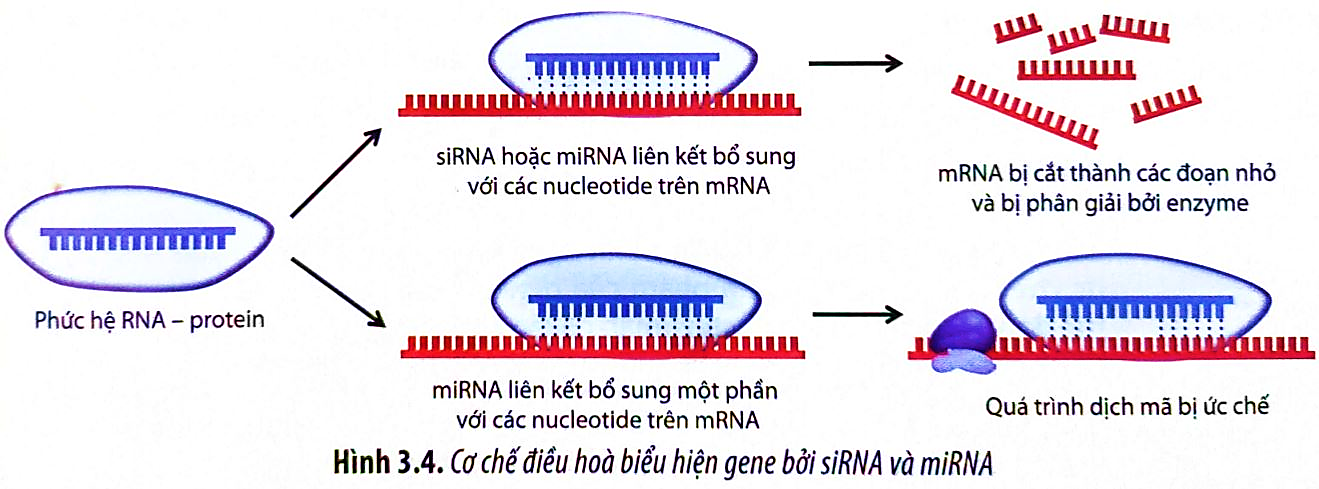 siRNA hoặc miRNA liên kết bổ sung
với các nucleotide trên mRNA
mRNA bị cắt thành các đoạn nhỏ
và bị phân giải bởi enzyme
Phức hệ RNA – protein
miRNA liên kết bổ sung một phần
với các nucleotide trên mRNA
Quá trình dịch mã bị ức chế
Hình 3.4. Cơ chế điều hoà biểu hiện gene bởi siRNA và miRNA